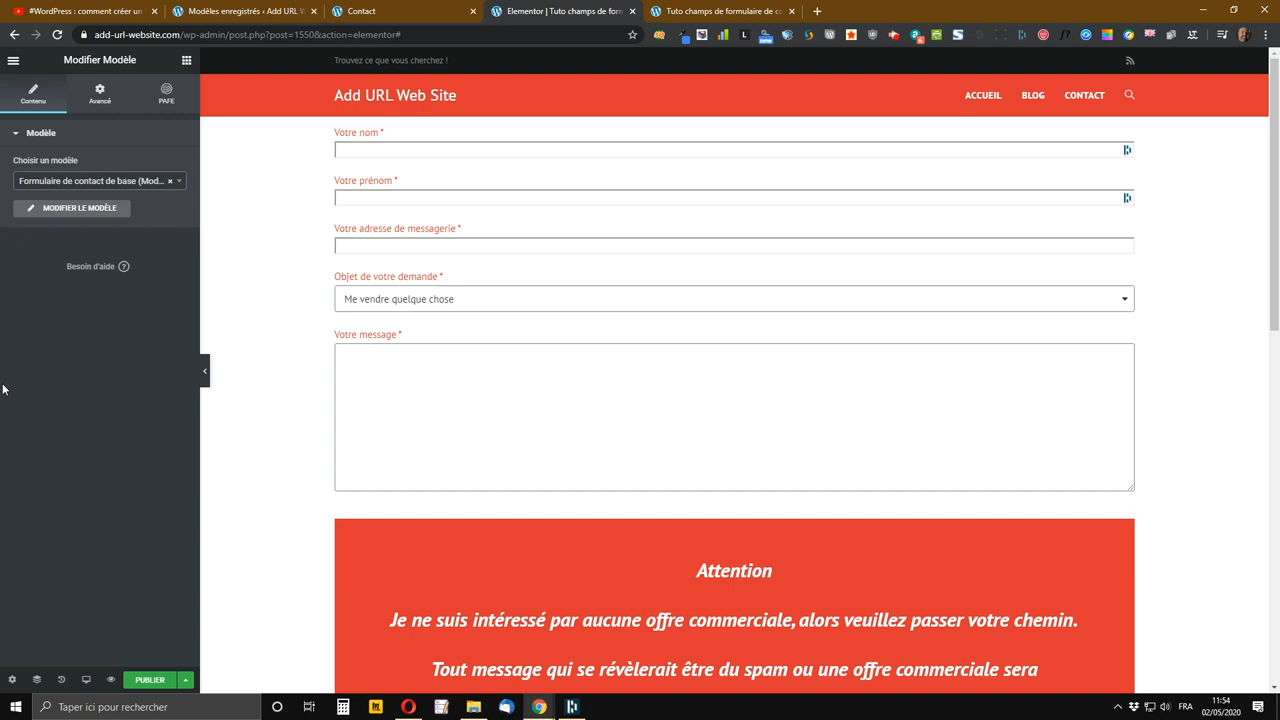 WordPress : comment créer un
(1) Add URL W
Add URL W
Elementor | Formulaire de contact
Tuto champs de formulaire de co
add-url-website.com/wp-admin/post.php?post=1550&action=elementor#
Modifier Modèle
Contenu
Avancé
PAFE
Modèle
Choisir un modèle
Formulaire de contact de base (Mod...
MODIFIER LE MODÈLE
Besoin d'aide
PUBLIER
Trouvez ce que vous cherchez !
Add URL Web Site
ACCUEIL
BLOG
CONTACT
Votre nom *
Votre prénom *
Votre adresse de messagerie *
Objet de votre demande *
Me vendre quelque chose
Votre message *
Attention
Je ne suis intéressé par aucune offre commerciale, alors veuillez passer votre chemin.
Tout message qui se révèlerait être du spam ou une offre commerciale sera
Taper ici pour rechercher
FRA
11:54
02/05/2020